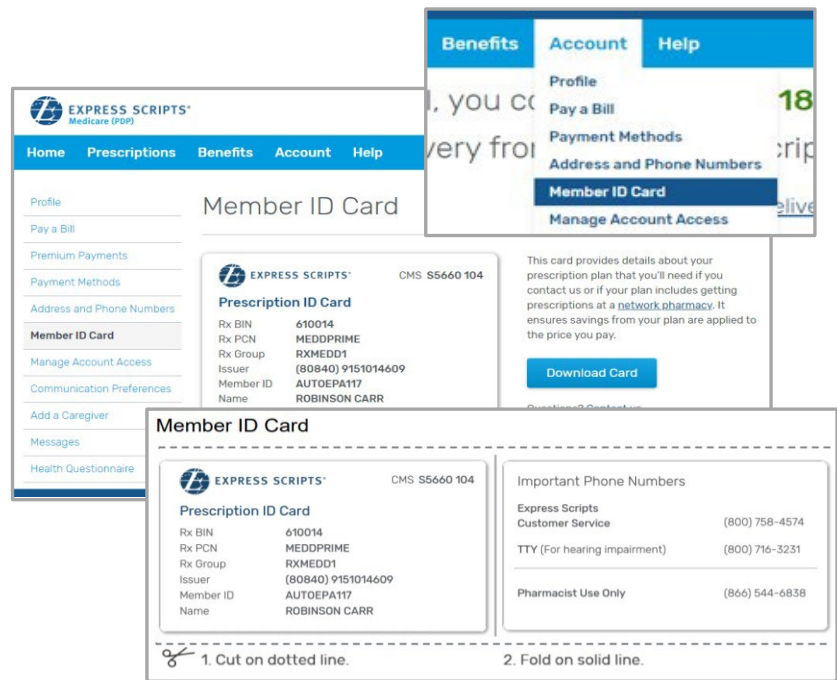 Benefits Account Help
Profile
Pay a Bill
Payment Methods
Address and Phone Numbers
Member ID Card
Manage Account Access
, you
18
very
EXPRESS SCRIPTS®
Medicare (PDP)
Home Prescriptions Benefits Account Help
Profile
Pay a Bill
Premium Payments
Payment Methods
Address and Phone Numbers
Member ID Card
Manage Account Access
Communication Preferences
Add a Caregiver
Messages
Health Questionnaire
Member ID Card
EXPRESS SCRIPTS® CMS S5660 104
Prescription ID Card
Rx BIN 610014
Rx PCN MEDDPRIME
Rx Group RXMEDD1
Issuer (80840) 9151014609
Member ID AUTOEPA117
Name ROBINSON CARR
This card provides details about your
prescription plan that you'll need if you
contact us or if your plan includes getting
prescriptions at a network pharmacy. It
ensures savings from your plan are applied to
the price you pay.
Download Card
Questions? Contact us
Member ID Card
EXPRESS SCRIPTS® CMS S5660 104
Prescription ID Card
Rx BIN 610014
Rx PCN MEDDPRIME
Rx Group RXMEDD1
Issuer (80840) 9151014609
Member ID AUTOEPA117
Name ROBINSON CARR
Important Phone Numbers
Express Scripts
Customer Service (800) 758-4574
TTY (For hearing impairment) (800) 716-3231
Pharmacist Use Only (866) 544-6838
1. Cut on dotted line. 2. Fold on solid line.